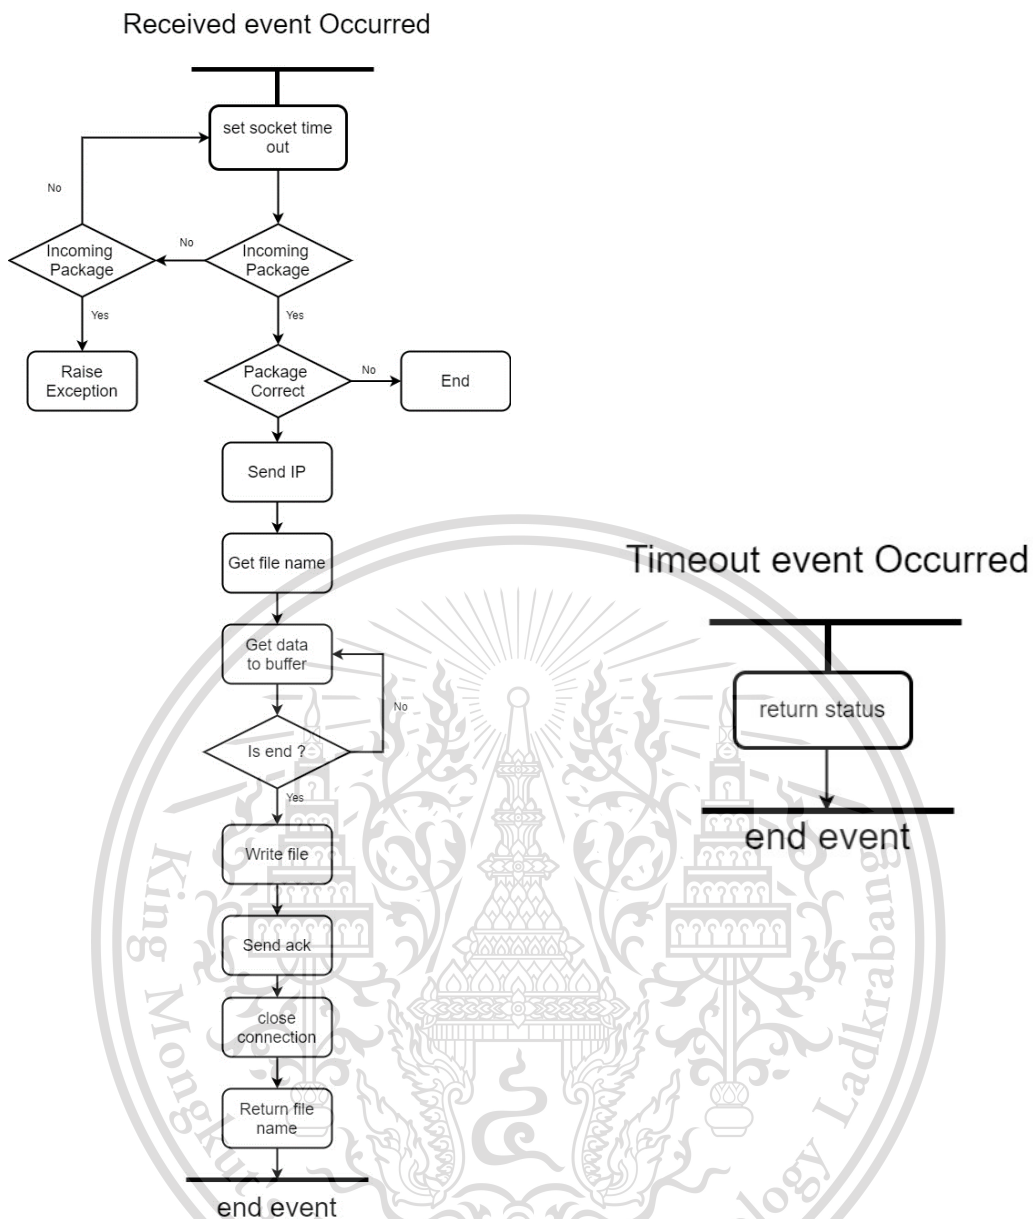 Received event Occurred
set socket time
out
No
Incoming
Package
No
Incoming
Package
Yes
Yes
Raise
Exception
Package
Correct
No
End
Send IP
Get file name
Timeout event Occurred
Get data
to buffer
No
return status
Is end ?
Yes
end event
Write file
Send ack
close
connection
Return file
name
end event
King Mongkut
ology Ladkrabang